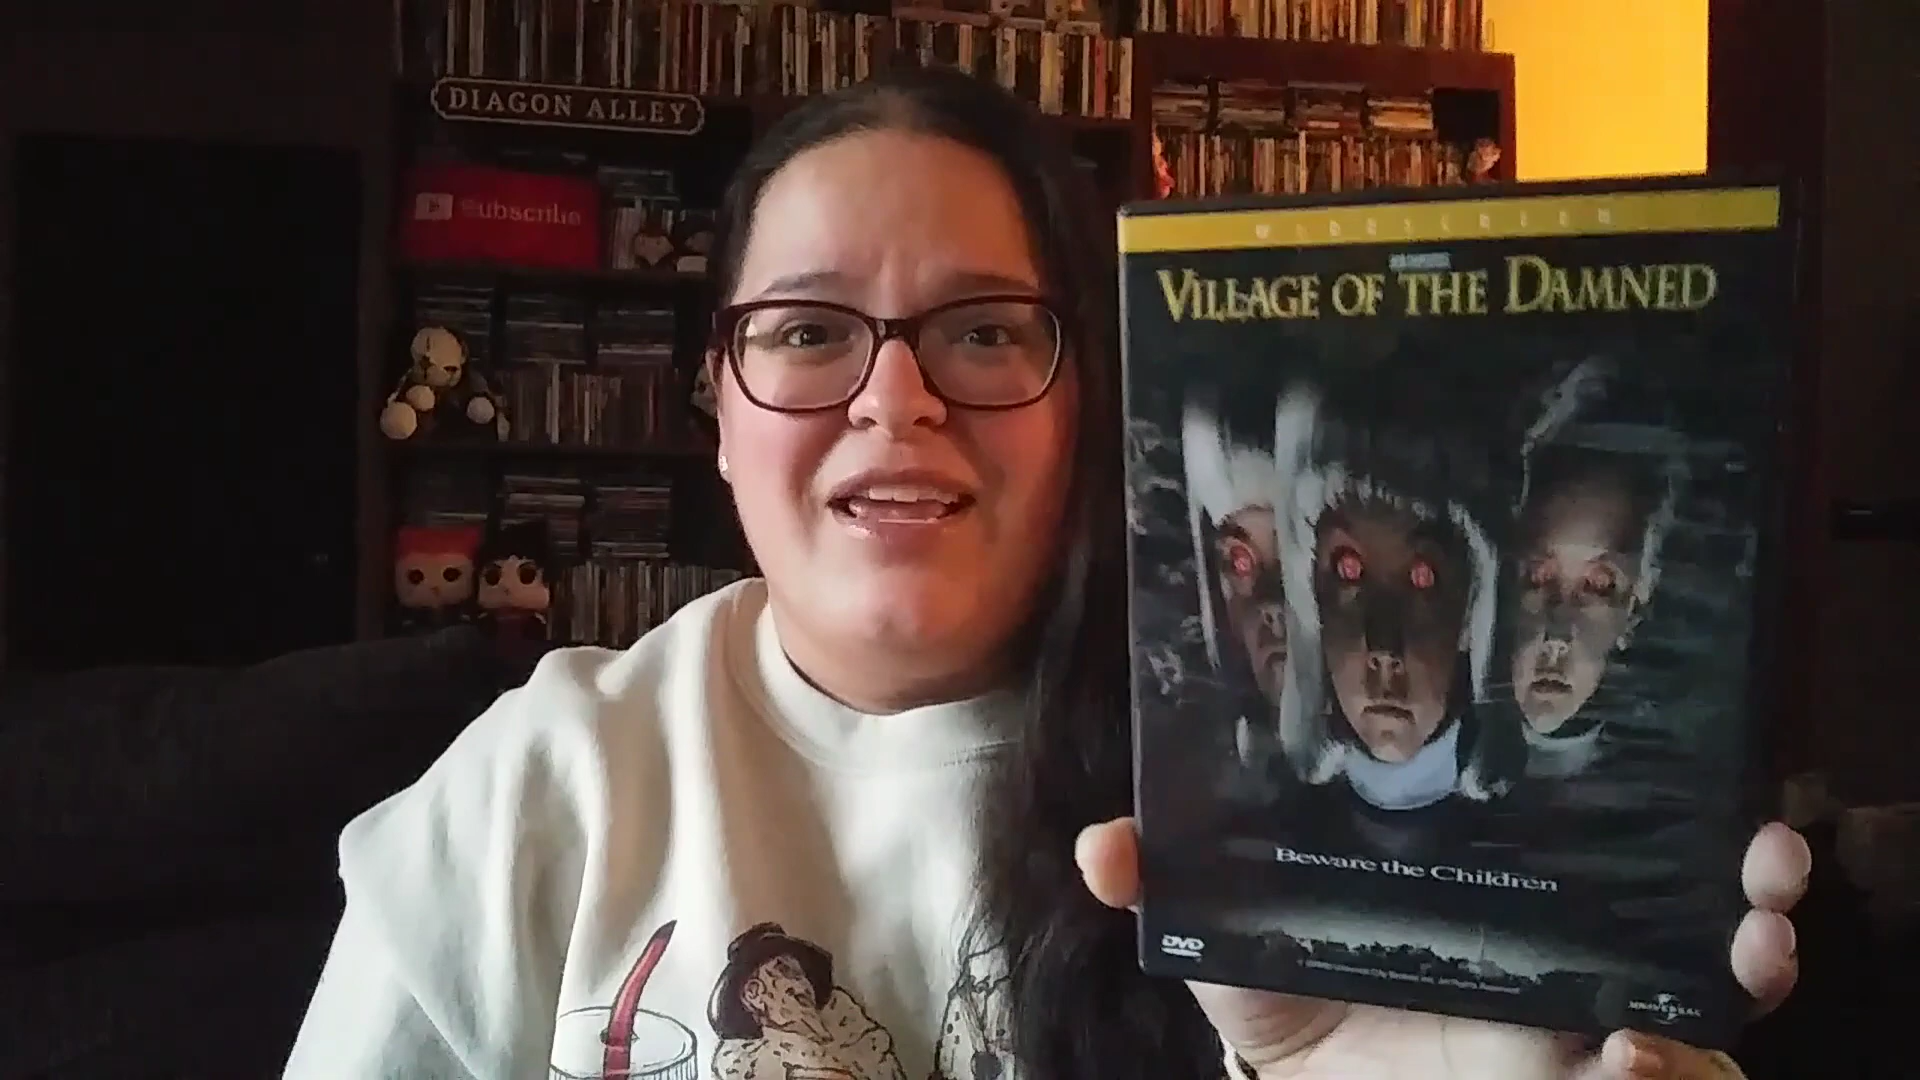 DIAGON ALLEY
Subscribe
WIDESCREEN
VILLAGE OF THE DAMNED
Beware the Children
DVD
UNIVERSAL